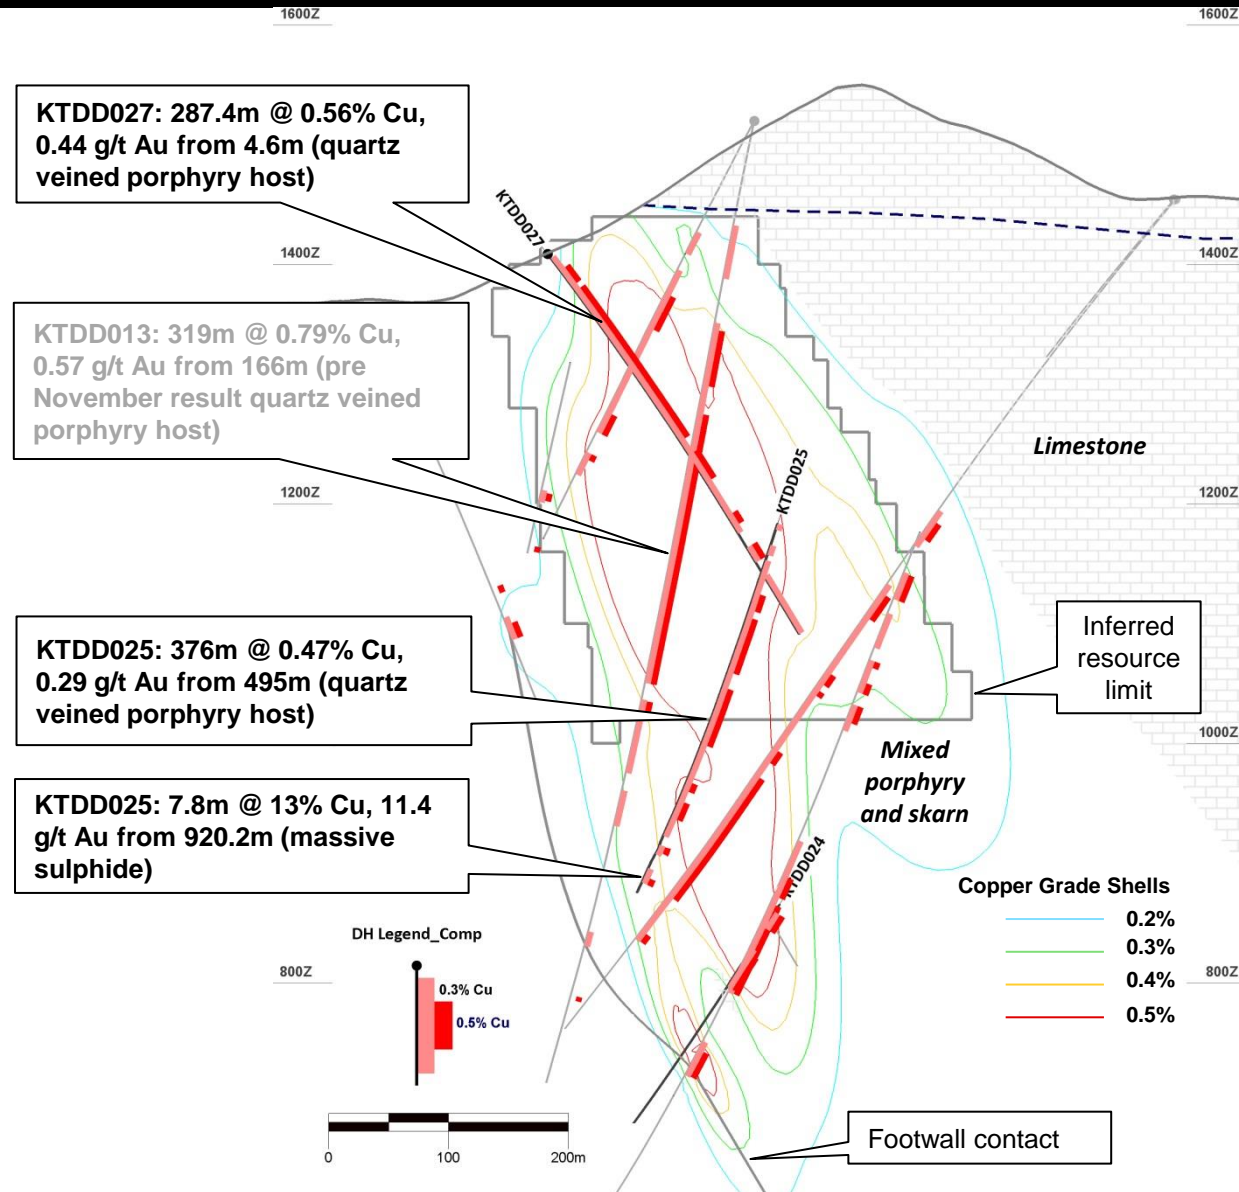 1600Z
1600Z
KTDD027: 287.4m @ 0.56% Cu,
0.44 g/t Au from 4.6m (quartz
veined porphyry host)
KTDD027
1400Z
1400Z
KTDD013: 319m @ 0.79% Cu,
0.57 g/t Au from 166m (pre
November result quartz veined
porphyry host)
Limestone
KTDD025
1200Z
1200Z
KTDD025: 376m @ 0.47% Cu,
0.29 g/t Au from 495m (quartz
veined porphyry host)
Inferred
resource
limit
1000Z
Mixed
porphyry
and skarn
KTDD025: 7.8m @ 13% Cu, 11.4
g/t Au from 920.2m (massive
sulphide)
KTDD024
Copper Grade Shells
0.2%
0.3%
0.4%
0.5%
DH Legend_Comp
0.3% Cu
0.5% Cu
800Z
800Z
Footwall contact
0
100
200m